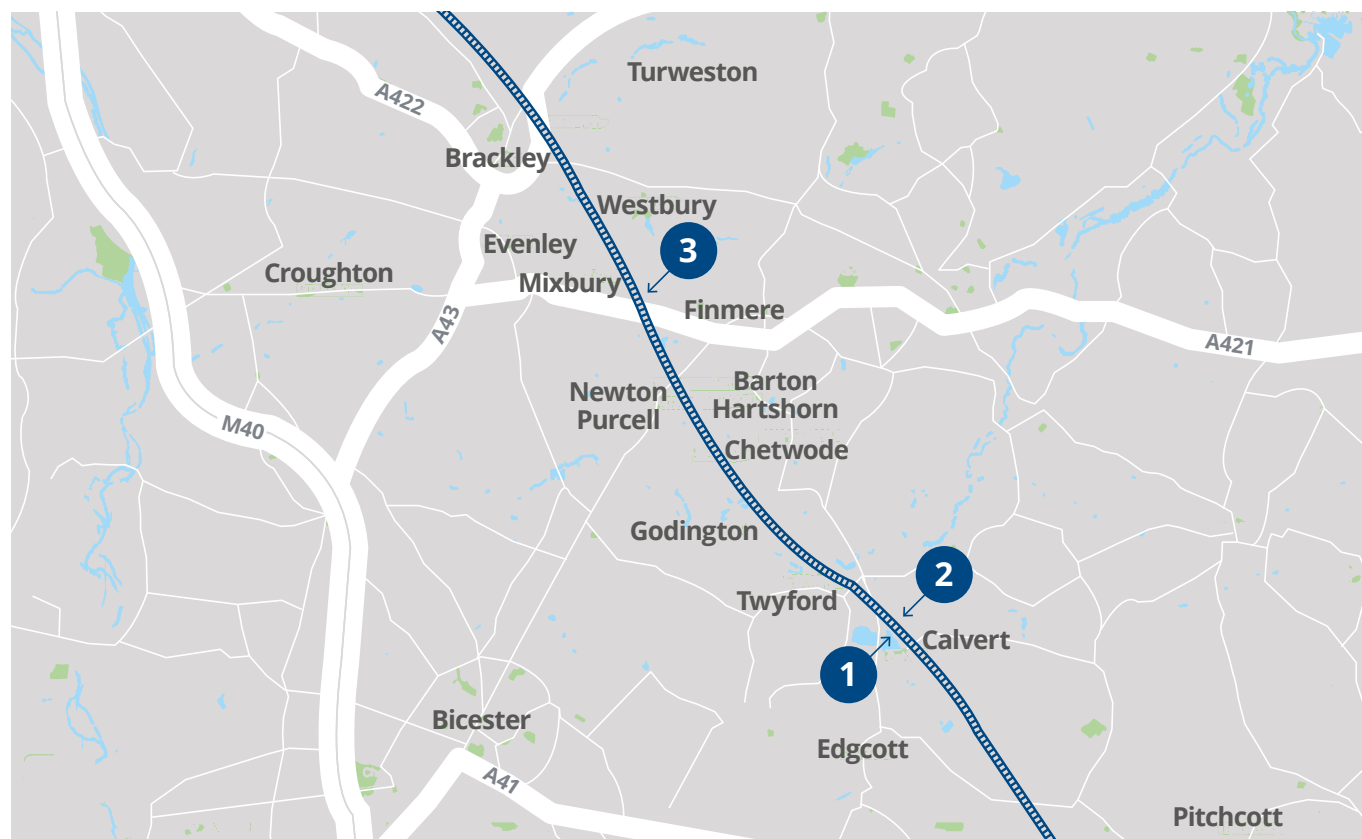 Turweston
A422
Brackley
Westbury
Evenley
3
Croughton
Mixbury
Finmere
A43
A421
Newton
Purcell
Barton
Hartshorn
M40
Chetwode
Godington
2
Twyford
Calvert
1
Bicester
Edgcott
A41
Pitchcott